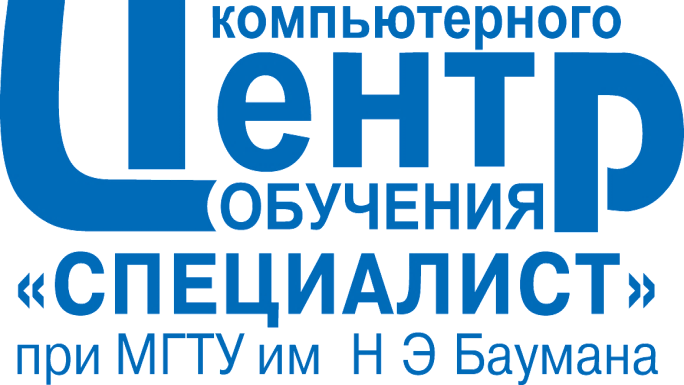 компьютерного
Центр
ОБУЧЕНИЯ
«СПЕЦИАЛИСТ»
при МГТУ им Н Э Баумана